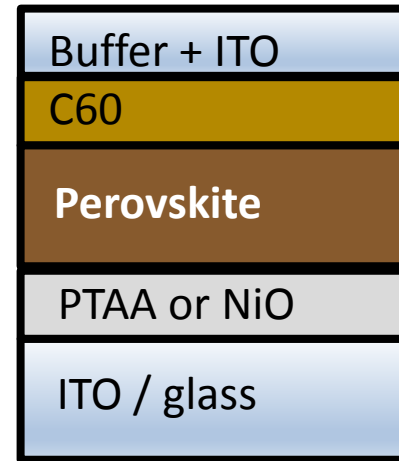 Buffer + ITO
C60
Perovskite
PTAA or NiO
ITO / glass